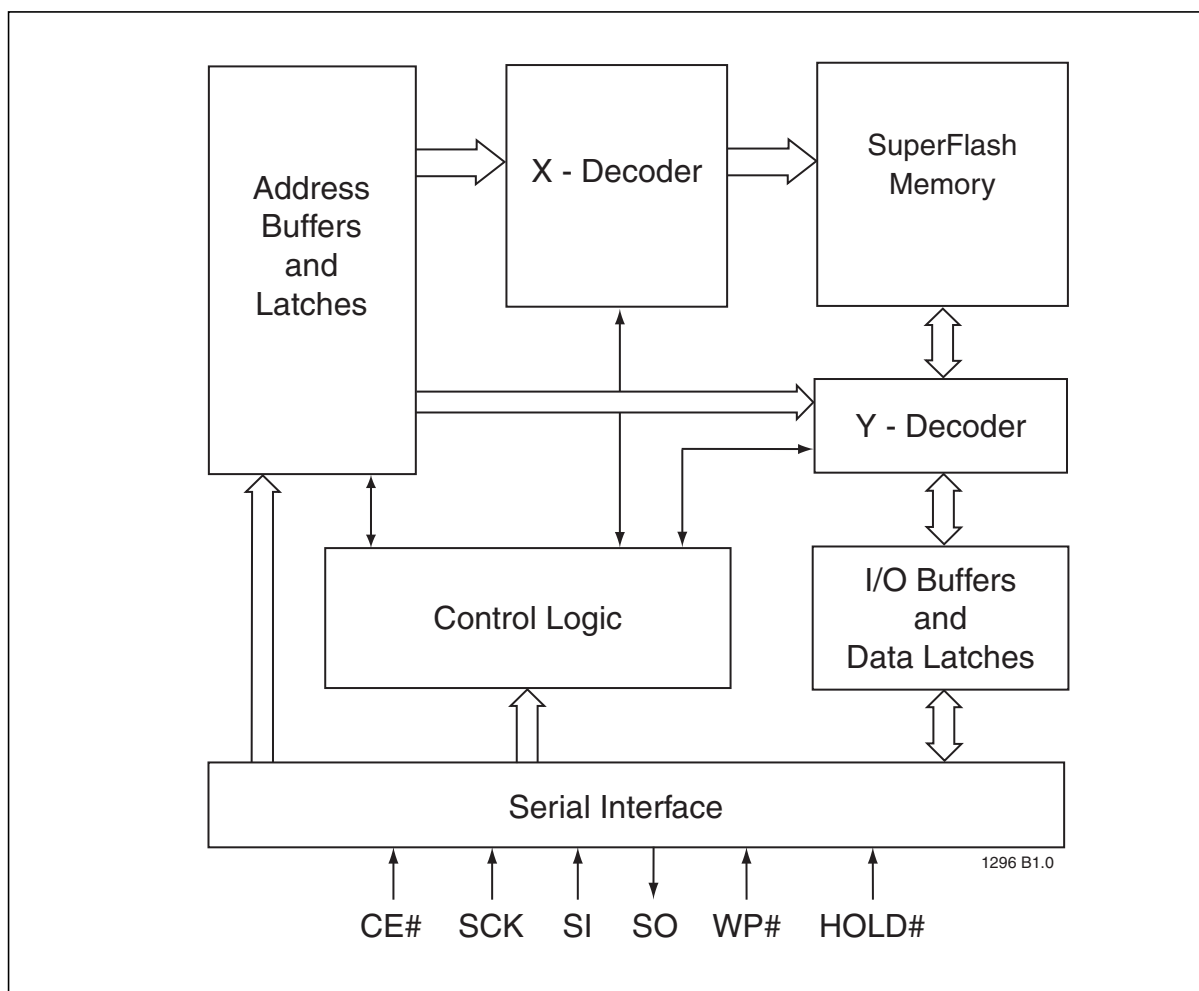 Address
Buffers
and
Latches
X - Decoder
SuperFlash
Memory
Y - Decoder
Control Logic
I/O Buffers
and
Data Latches
Serial Interface
1296 B1.0
CE# SCK SI SO WP# HOLD#